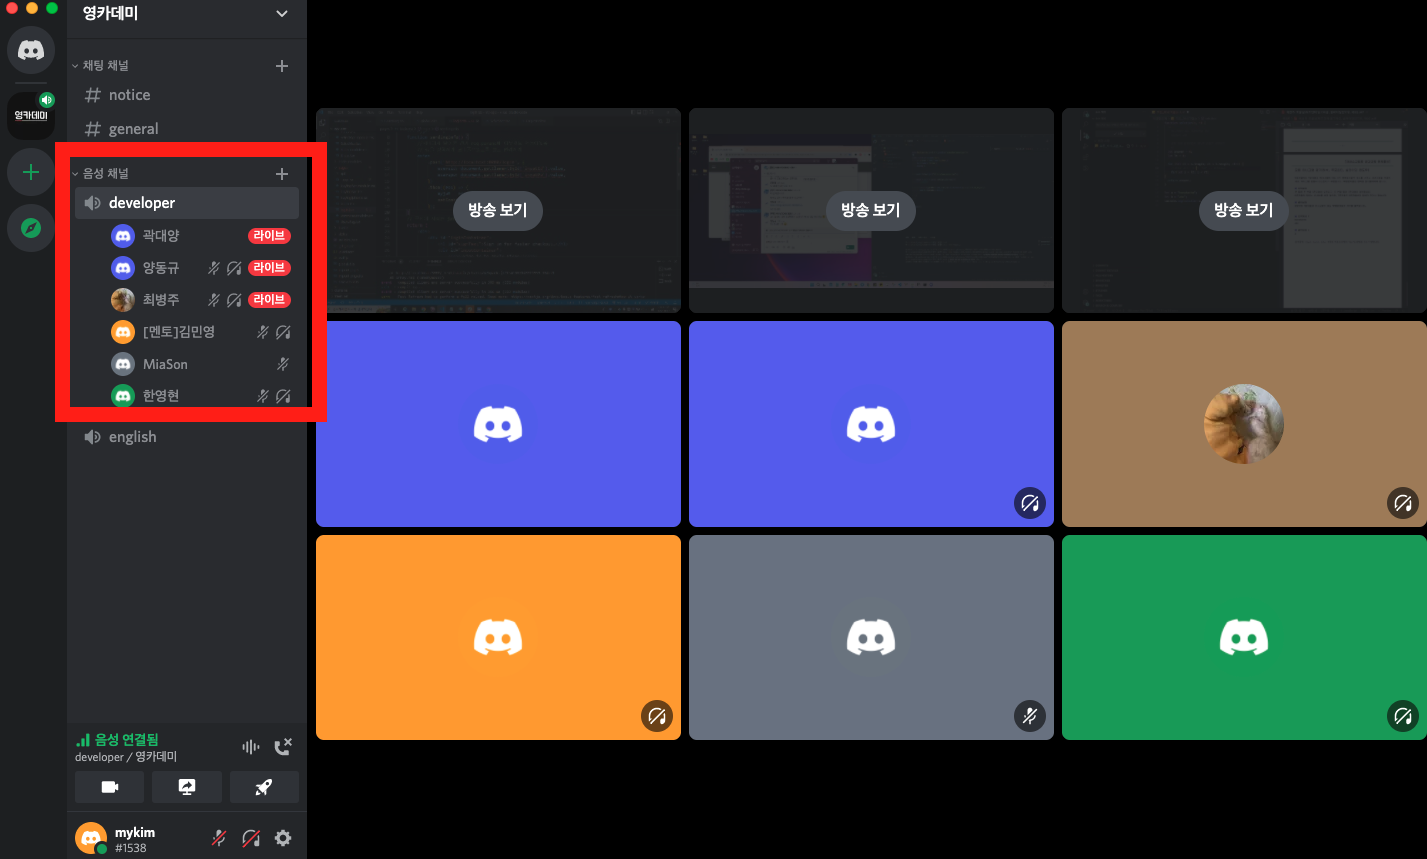 영카데미
영카데미
채팅 채널
# notice
# general
음성 채널
developer
곽대양 라이브
양동규 라이브
최병주 라이브
[멘토]김민영
MiaSon
한영현
english
방송 보기
방송 보기
방송 보기
음성 연결됨
developer / 영카데미
mykim
#1538